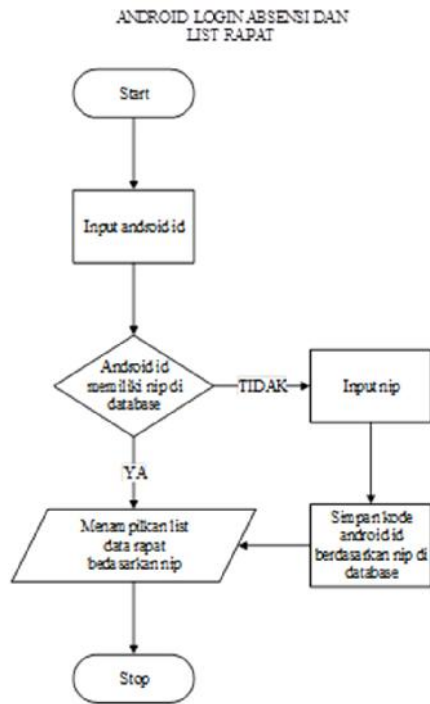 ANDROID LOGIN ABSENSI DAN
LIST RAPAT
Start
Input android id
Android id
memiliki nip di
database
TIDAK
Input nip
YA
Menampilkan list
data rapat
bedasarkan nip
Simpan kode
android id
berdasarkan nip di
database
Stop